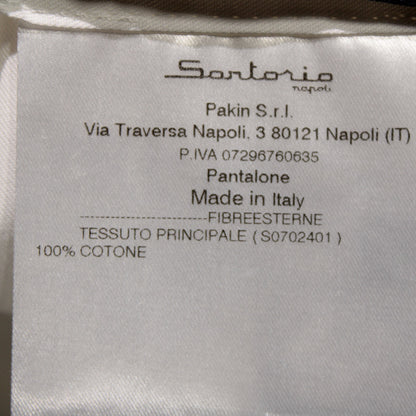 Sartorio
napoli
Pakin S.r.l.
Via Traversa Napoli, 3 80121 Napoli (IT)
P.IVA 07296760635
Pantalone
Made in Italy
------------------------FIBREESTERNE
TESSUTO PRINCIPALE ( S0702401 )
100% COTONE